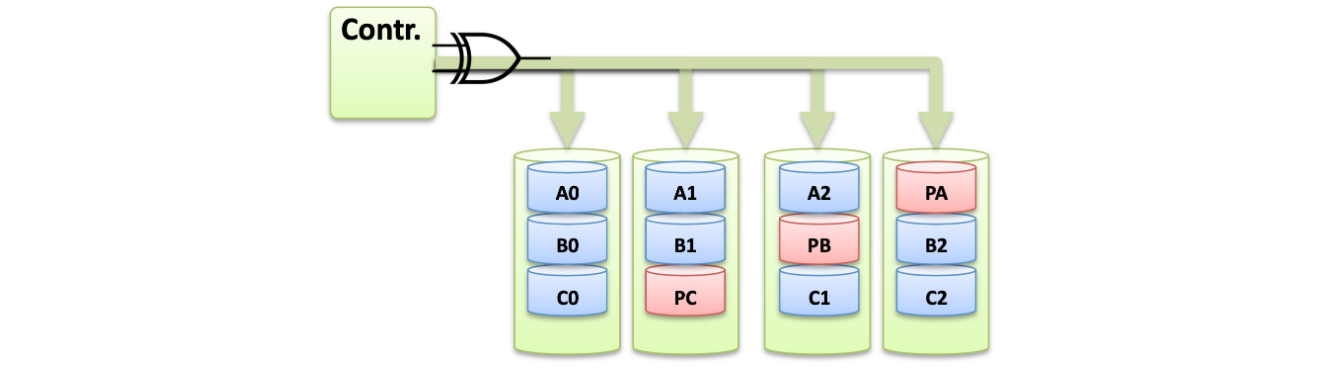 Contr.
A0 A1 A2 PA
B0 B1 PB B2
C0 PC C1 C2